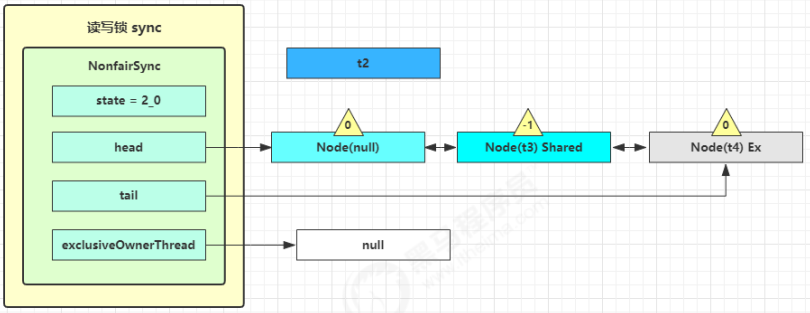 读写锁 sync
NonfairSync
t2
state = 2_0
0
-1
0
head
Node(null)
Node(t3) Shared
Node(t4) Ex
tail
exclusiveOwnerThread
null
黑马程序员